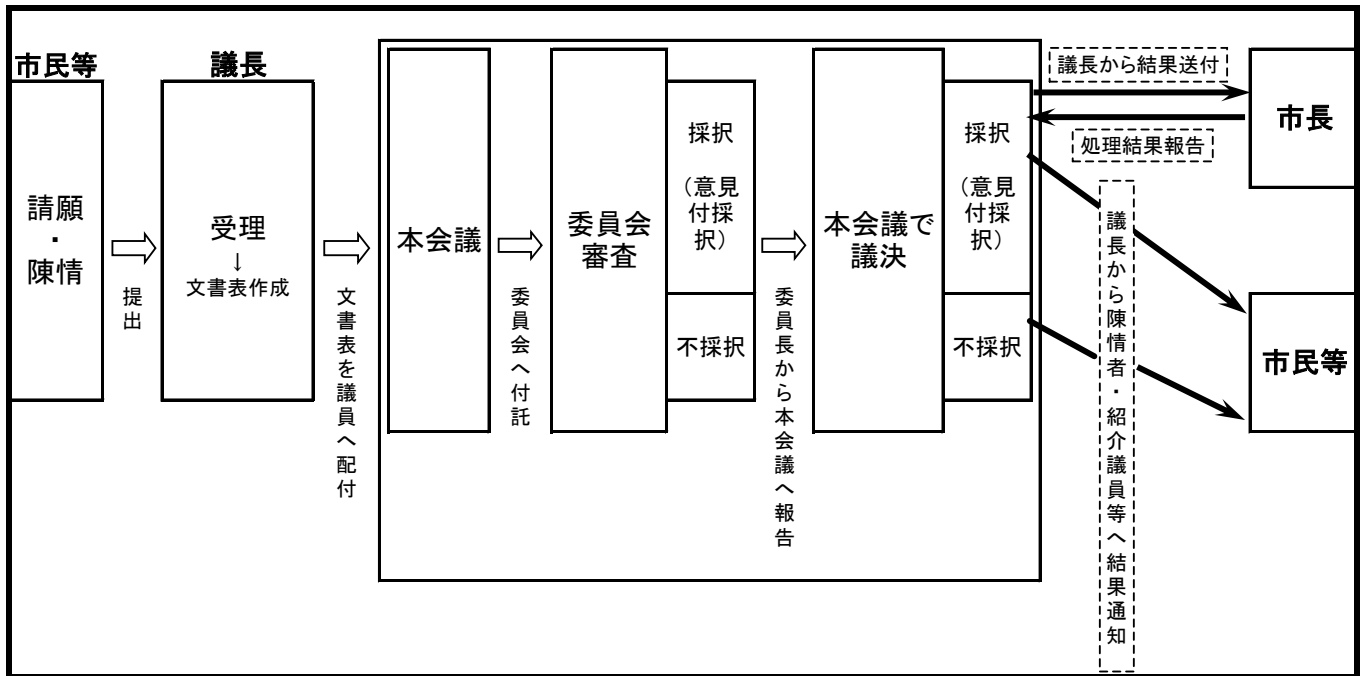 市民等
請願
・
陳情
提出
議長
受理
↓
文書表作成
文書表を議員へ配付
本会議
委員会へ付託
委員会
審査
採択
（意見
付採
択）
不採択
委員長から本会議へ報告
本会議で
議決
採択
（意見
付採
択）
不採択
議長から結果送付
処理結果報告
議長から陳情者・紹介議員等へ結果通知
市長
市民等